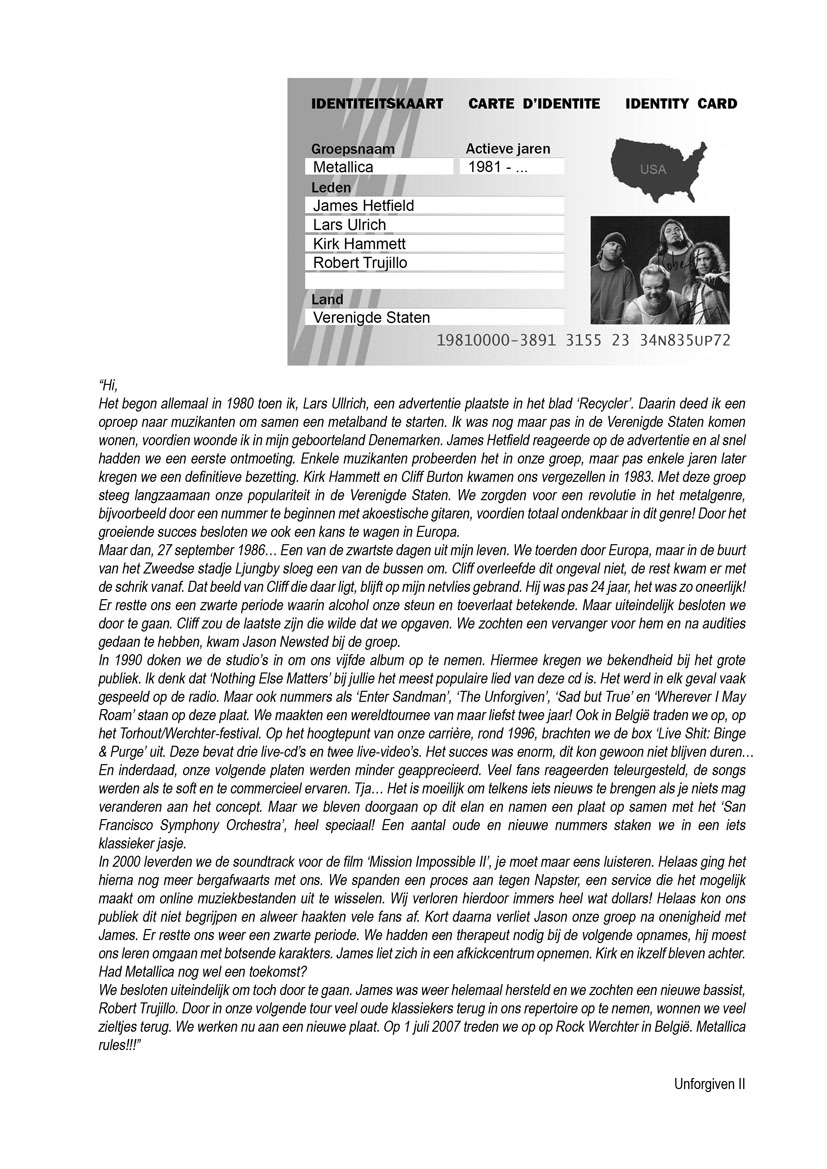 IDENTITEITSKAART CARTE D'IDENTITE IDENTITY CARD
Groepsnaam Actieve jaren
Metallica 1981 - ...
USA
Leden
James Hetfield
Lars Ulrich
Kirk Hammett
Robert Trujillo
Land
Verenigde Staten
19810000-3891 3155 23 34N835UP72
“Hi,
Het begon allemaal in 1980 toen ik, Lars Ullrich, een advertentie plaatste in het blad ‘Recycler’. Daarin deed ik een
oproep naar muzikanten om samen een metalband te starten. Ik was nog maar pas in de Verenigde Staten komen
wonen, voordien woonde ik in mijn geboorteland Denemarken. James Hetfield reageerde op de advertentie en al snel
hadden we een eerste ontmoeting. Enkele muzikanten probeerden het in onze groep, maar pas enkele jaren later
kregen we een definitieve bezetting. Kirk Hammett en Cliff Burton kwamen ons vergezellen in 1983. Met deze groep
steeg langzaamaan onze populariteit in de Verenigde Staten. We zorgden voor een revolutie in het metalgenre,
bijvoorbeeld door een nummer te beginnen met akoestische gitaren, voordien totaal ondenkbaar in dit genre! Door het
groeiende succes besloten we ook een kans te wagen in Europa.
Maar dan, 27 september 1986… Een van de zwartste dagen uit mijn leven. We toerden door Europa, maar in de buurt
van het Zweedse stadje Ljungby sloeg een van de bussen om. Cliff overleefde dit ongeval niet, de rest kwam er met
de schrik vanaf. Dat beeld van Cliff die daar ligt, blijft op mijn netvlies gebrand. Hij was pas 24 jaar, het was zo oneerlijk!
Er restte ons een zwarte periode waarin alcohol onze steun en toeverlaat betekende. Maar uiteindelijk besloten we
door te gaan. Cliff zou de laatste zijn die wilde dat we opgaven. We zochten een vervanger voor hem en na audities
gedaan te hebben, kwam Jason Newsted bij de groep.
In 1990 doken we de studio’s in om ons vijfde album op te nemen. Hiermee kregen we bekendheid bij het grote
publiek. Ik denk dat ‘Nothing Else Matters’ bij jullie het meest populaire lied van deze cd is. Het werd in elk geval vaak
gespeeld op de radio. Maar ook nummers als ‘Enter Sandman’, ‘The Unforgiven’, ‘Sad but True’ en ‘Wherever I May
Roam’ staan op deze plaat. We maakten een wereldtournee van maar liefst twee jaar! Ook in België traden we op, op
het Torhout/Werchter-festival. Op het hoogtepunt van onze carrière, rond 1996, brachten we de box ‘Live Shit: Binge
& Purge’ uit. Deze bevat drie live-cd’s en twee live-video’s. Het succes was enorm, dit kon gewoon niet blijven duren…
En inderdaad, onze volgende platen werden minder geapprecieerd. Veel fans reageerden teleurgesteld, de songs
werden als te soft en te commercieel ervaren. Tja… Het is moeilijk om telkens iets nieuws te brengen als je niets mag
veranderen aan het concept. Maar we bleven doorgaan op dit elan en namen een plaat op samen met het ‘San
Francisco Symphony Orchestra’, heel speciaal! Een aantal oude en nieuwe nummers staken we in een iets
klassieker jasje.
In 2000 leverden we de soundtrack voor de film ‘Mission Impossible II’, je moet maar eens luisteren. Helaas ging het
hierna nog meer bergafwaarts met ons. We spanden een proces aan tegen Napster, een service die het mogelijk
maakt om online muziekbestanden uit te wisselen. Wij verloren hierdoor immers heel wat dollars! Helaas kon ons
publiek dit niet begrijpen en alweer haakten vele fans af. Kort daarna verliet Jason onze groep na onenigheid met
James. Er restte ons weer een zwarte periode. We hadden een therapeut nodig bij de volgende opnames, hij moest
ons leren omgaan met botsende karakters. James liet zich in een afkickcentrum opnemen. Kirk en ikzelf bleven achter.
Had Metallica nog wel een toekomst?
We besloten uiteindelijk om toch door te gaan. James was weer helemaal hersteld en we zochten een nieuwe bassist,
Robert Trujillo. Door in onze volgende tour veel oude klassiekers terug in ons repertoire op te nemen, wonnen we veel
zieltjes terug. We werken nu aan een nieuwe plaat. Op 1 juli 2007 treden we op op Rock Werchter in België. Metallica
rules!!!”
Unforgiven II